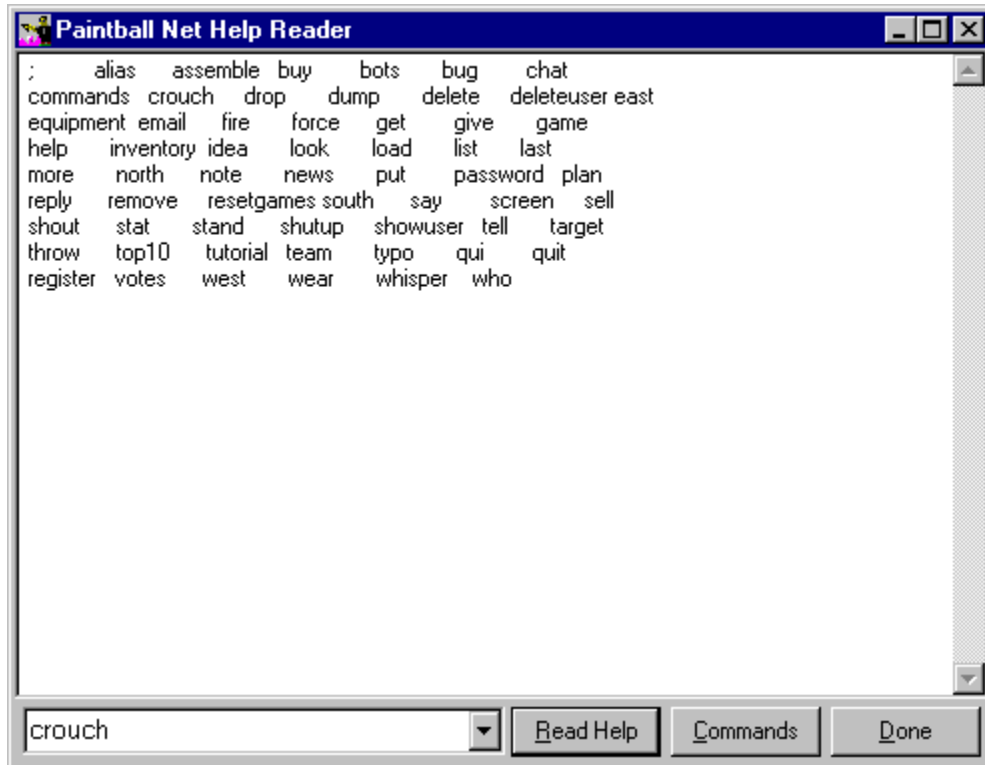 Paintball Net Help Reader
; alias assemble buy bots bug chat
commands crouch drop dump delete deleteuser east
equipment email fire force get give game
help inventory idea look load list last
more north note news put password plan
reply remove resetgames south say screen sell
shout stat stand shutup showuser tell target
throw top10 tutorial team typo qui quit
register votes west wear whisper who
crouch Read Help Commands Done